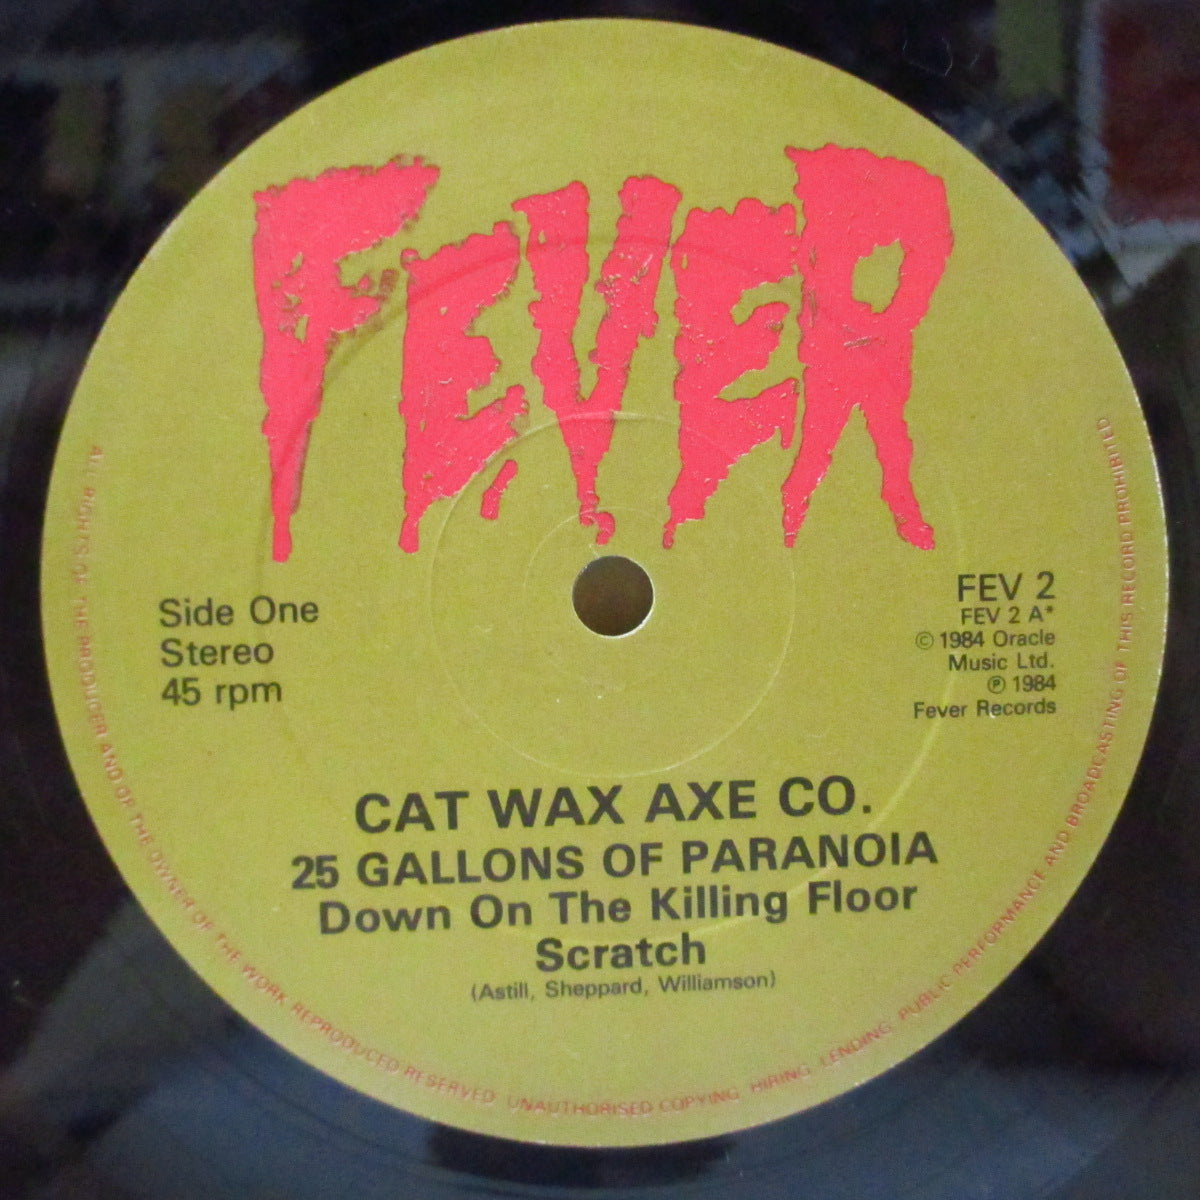 FEVER
Side One
Stereo
45 rpm
FEV 2
FEV 2 A*
© 1984 Oracle
Music Ltd.
℗ 1984
Fever Records
CAT WAX AXE CO.
25 GALLONS OF PARANOIA
Down On The Killing Floor
Scratch
(Astill, Sheppard, Williamson)
ALL RIGHTS OF THE PRODUCER AND OF THE OWNER OF THE WORK REPRODUCED RESERVED. UNAUTHORISED COPYING, HIRING, LENDING, PUBLIC PERFORMANCE AND BROADCASTING OF THIS RECORD PROHIBITED